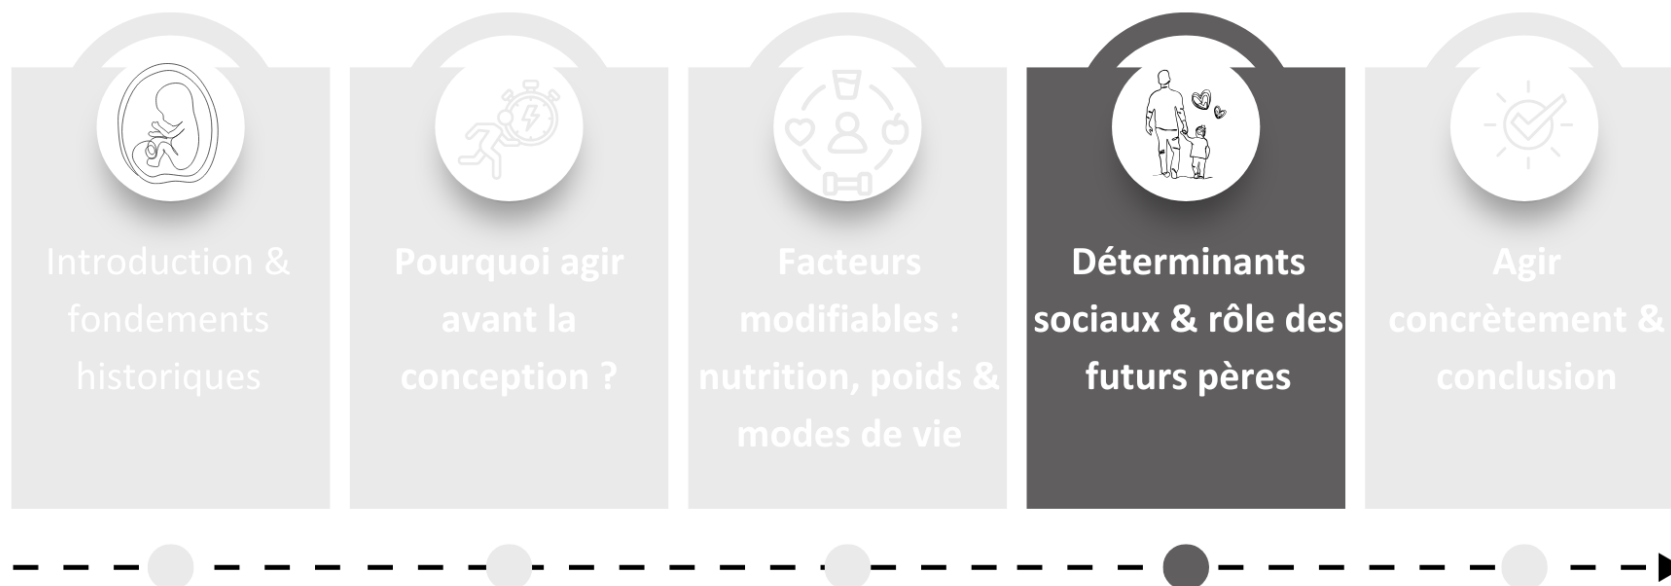 Introduction &
fondements
historiques
Pourquoi agir
avant la
conception ?
Facteurs
modifiables :
nutrition, poids &
modes de vie
Déterminants
sociaux & rôle des
futurs pères
Agir
concrètement &
conclusion